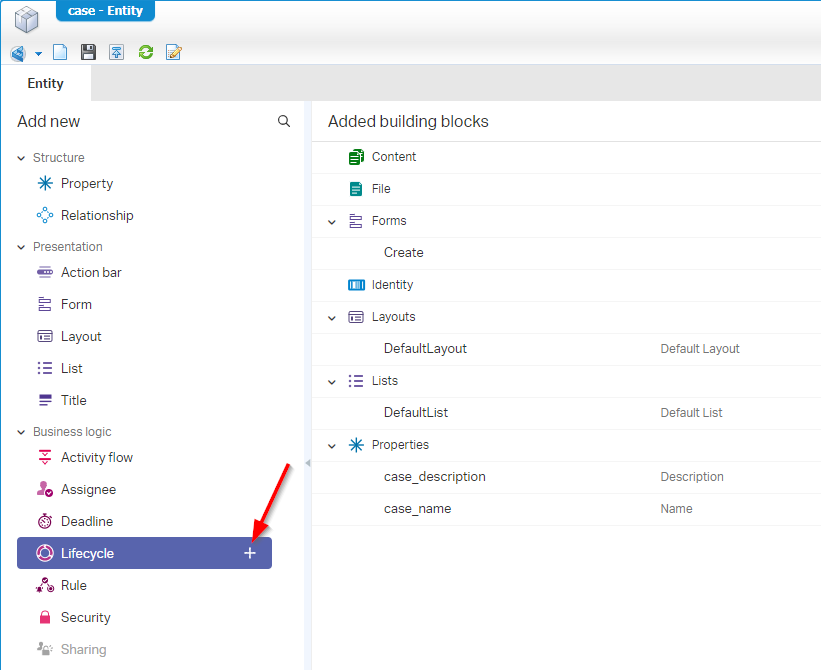 case - Entity
Entity
Add new
Structure
Property
Relationship
Presentation
Action bar
Form
Layout
List
Title
Business logic
Activity flow
Assignee
Deadline
Lifecycle
Rule
Security
Sharing
Added building blocks
Content
File
Forms
Create
Identity
Layouts
DefaultLayout Default Layout
Lists
DefaultList Default List
Properties
case_description Description
case_name Name